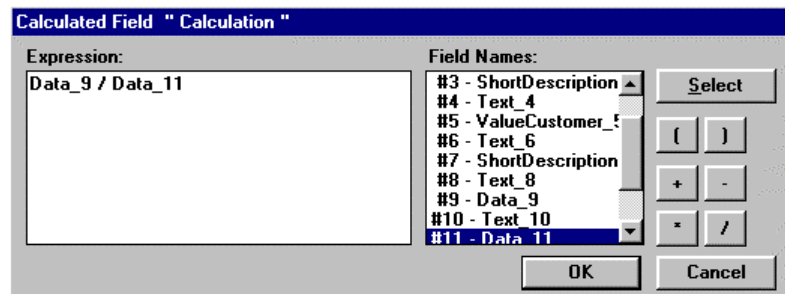 Calculated Field " Calculation "
Expression:
Data_9 / Data_11
Field Names:
#3 - ShortDescription
#4 - Text_4
#5 - ValueCustomer_5
#6 - Text_6
#7 - ShortDescription
#8 - Text_8
#9 - Data_9
#10 - Text_10
#11 - Data_11
Select
( )
+ -
* /
OK
Cancel